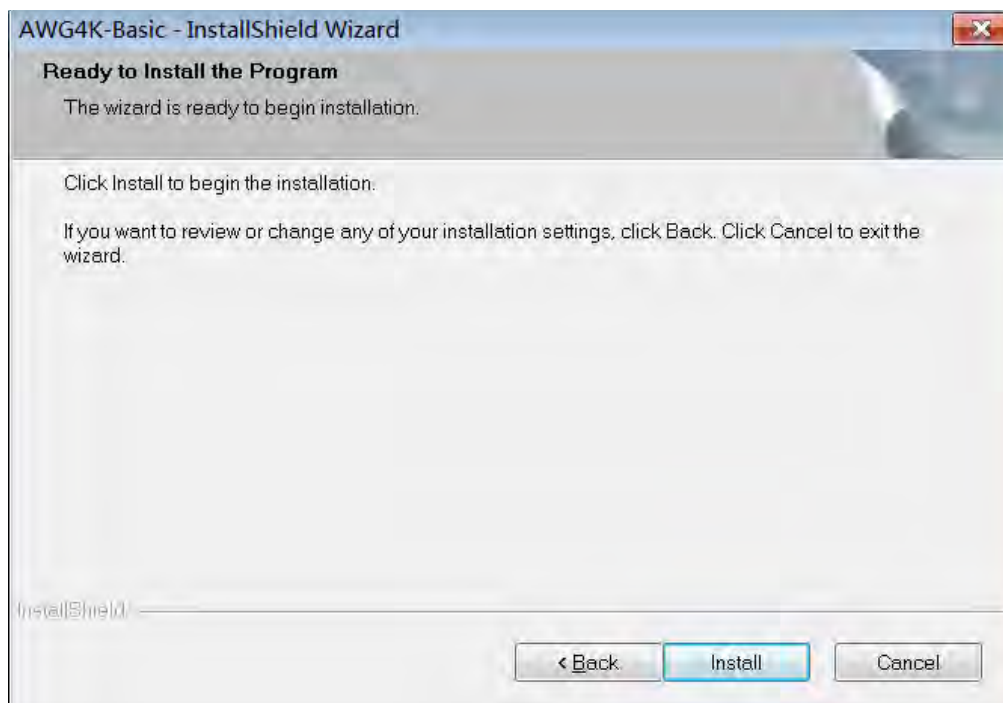 AWG4K-Basic - InstallShield Wizard
Ready to Install the Program
The wizard is ready to begin installation.
Click Install to begin the installation.
If you want to review or change any of your installation settings, click Back. Click Cancel to exit the
wizard.
InstallShield
< Back
Install
Cancel